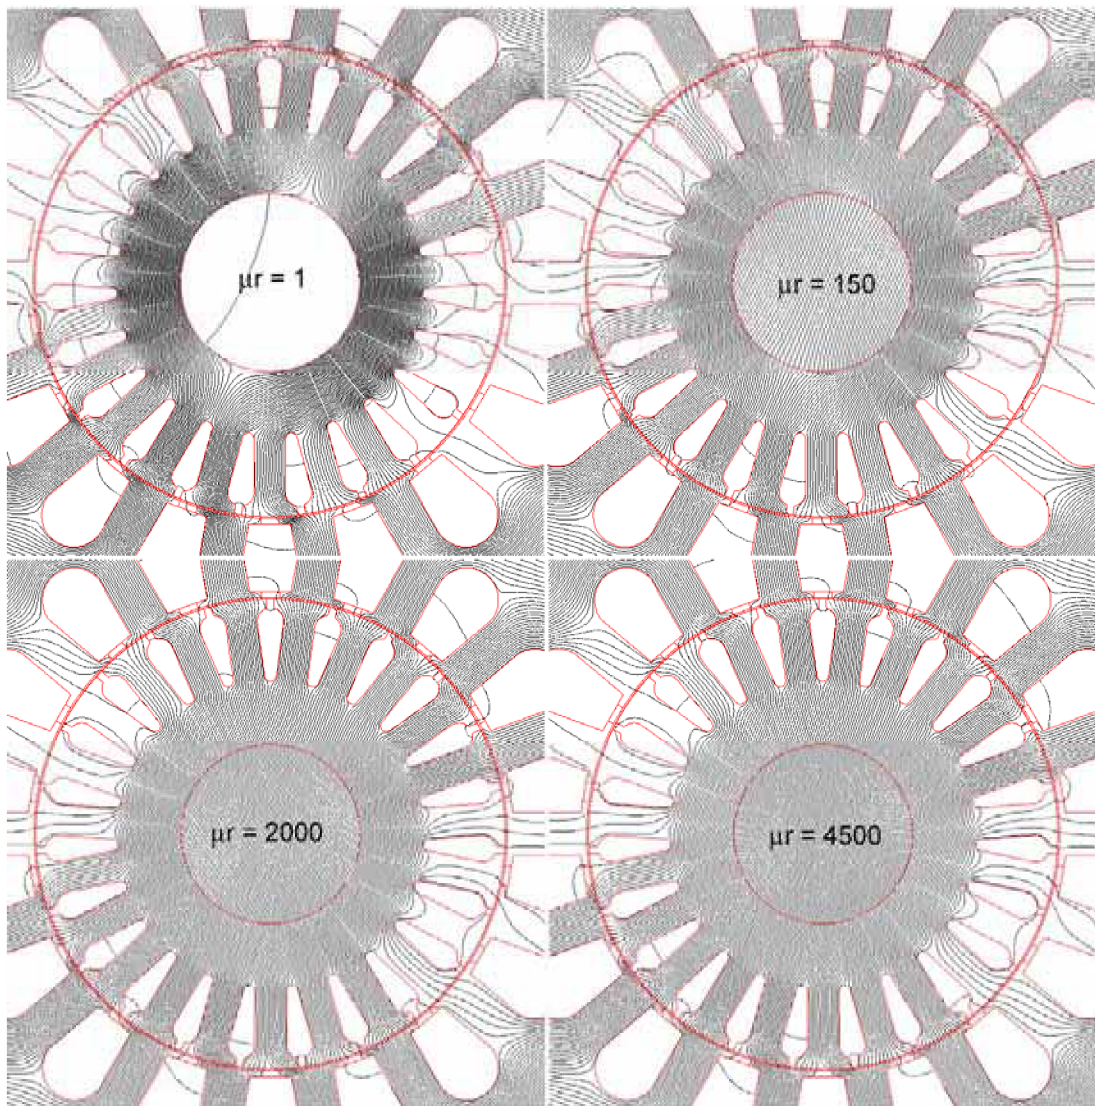 μr = 1
μr = 150
μr = 2000
μr = 4500